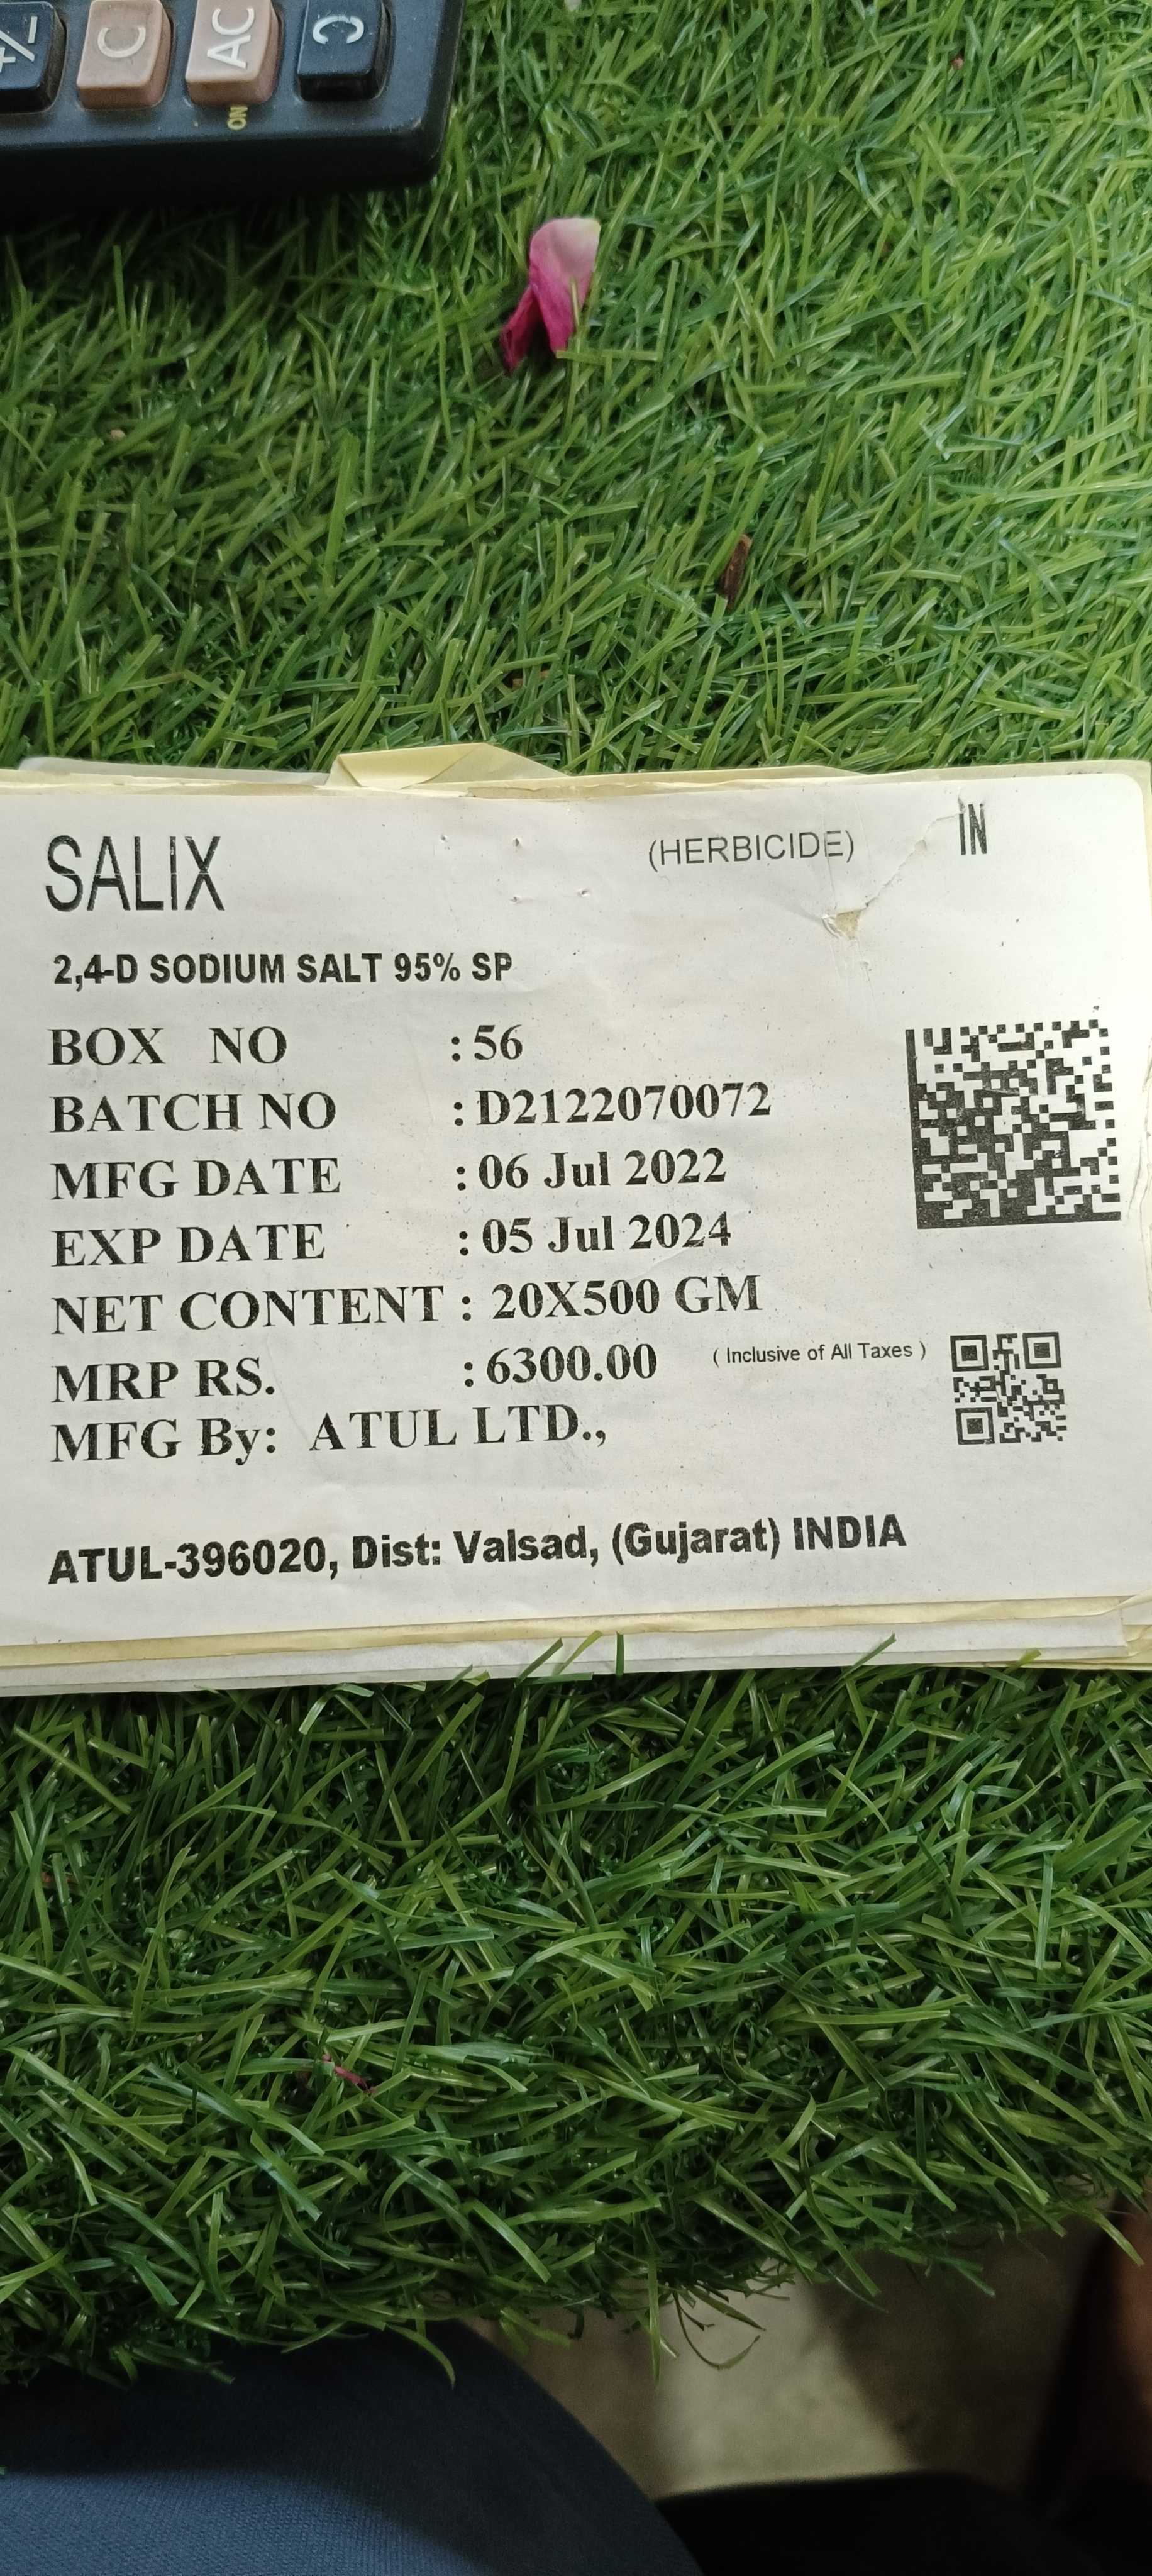 +/- C AC C
ON
SALIX (HERBICIDE) IN
2,4-D SODIUM SALT 95% SP
BOX NO : 56
BATCH NO : D2122070072
MFG DATE : 06 Jul 2022
EXP DATE : 05 Jul 2024
NET CONTENT : 20X500 GM
MRP RS. : 6300.00 ( Inclusive of All Taxes )
MFG By: ATUL LTD.,
ATUL-396020, Dist: Valsad, (Gujarat) INDIA